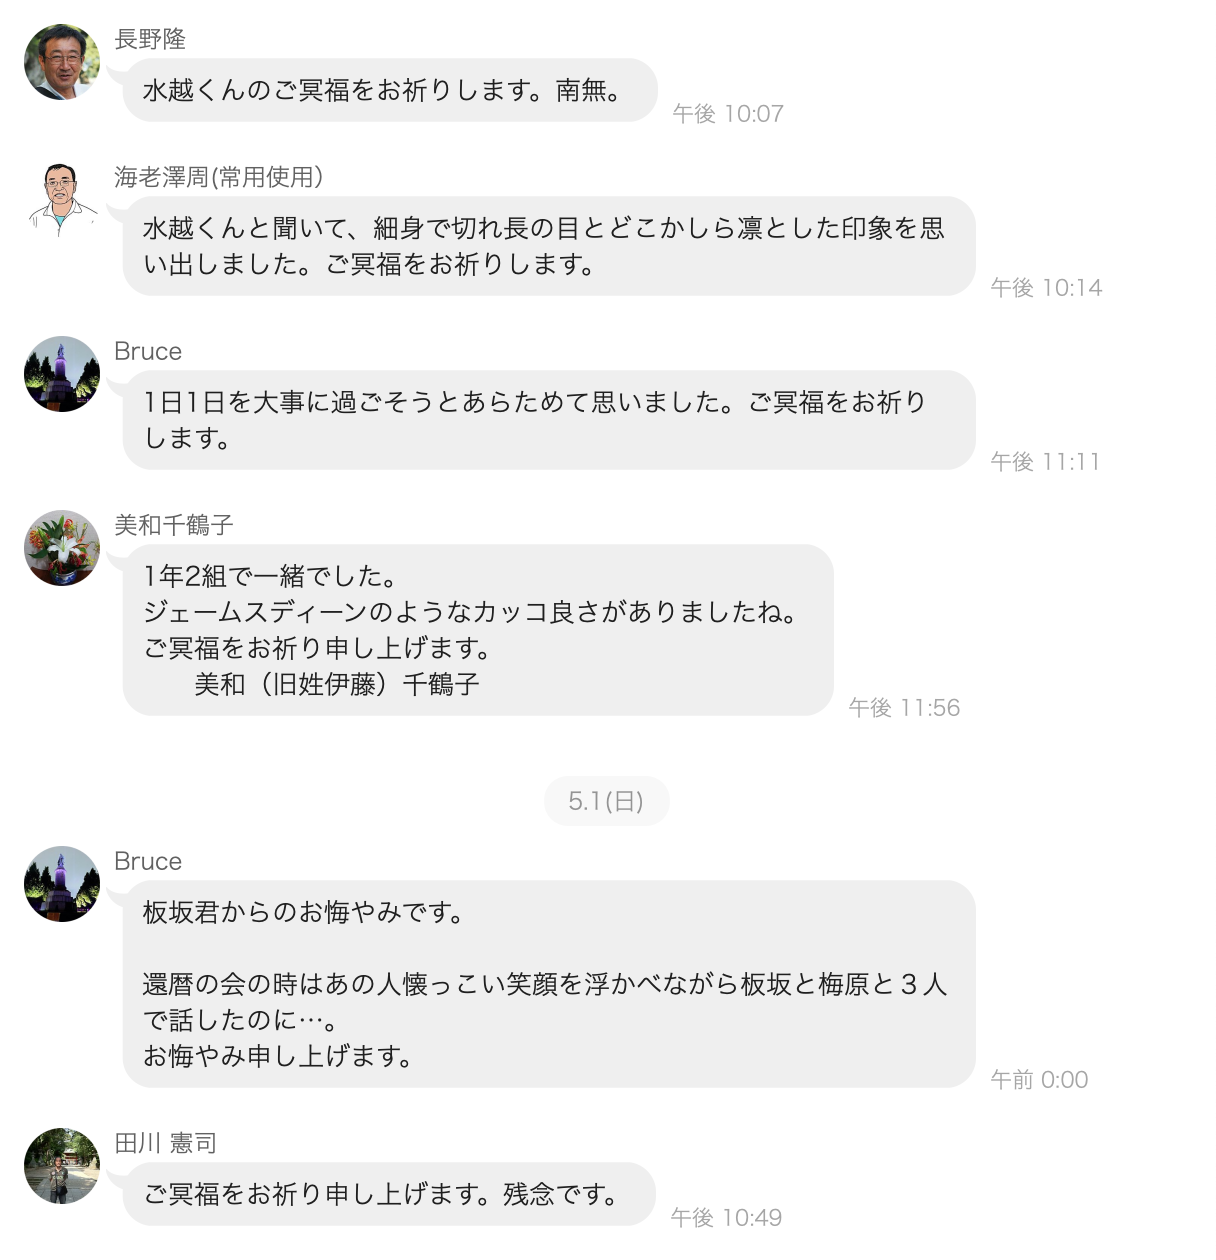 長野隆
水越くんのご冥福をお祈りします。南無。
午後 10:07
海老澤周(常用使用）
水越くんと聞いて、細身で切れ長の目とどこかしら凛とした印象を思
い出しました。ご冥福をお祈りします。
午後 10:14
Bruce
1日1日を大事に過ごそうとあらためて思いました。ご冥福をお祈り
します。
午後 11:11
美和千鶴子
1年2組で一緒でした。
ジェームスディーンのようなカッコ良さがありましたね。
ご冥福をお祈り申し上げます。
　　美和（旧姓伊藤）千鶴子
午後 11:56
5.1(日)
Bruce
板坂君からのお悔やみです。
還暦の会の時はあの人懐っこい笑顔を浮かべながら板坂と梅原と３人
で話したのに…。
お悔やみ申し上げます。
午前 0:00
田川 憲司
ご冥福をお祈り申し上げます。残念です。
午後 10:49